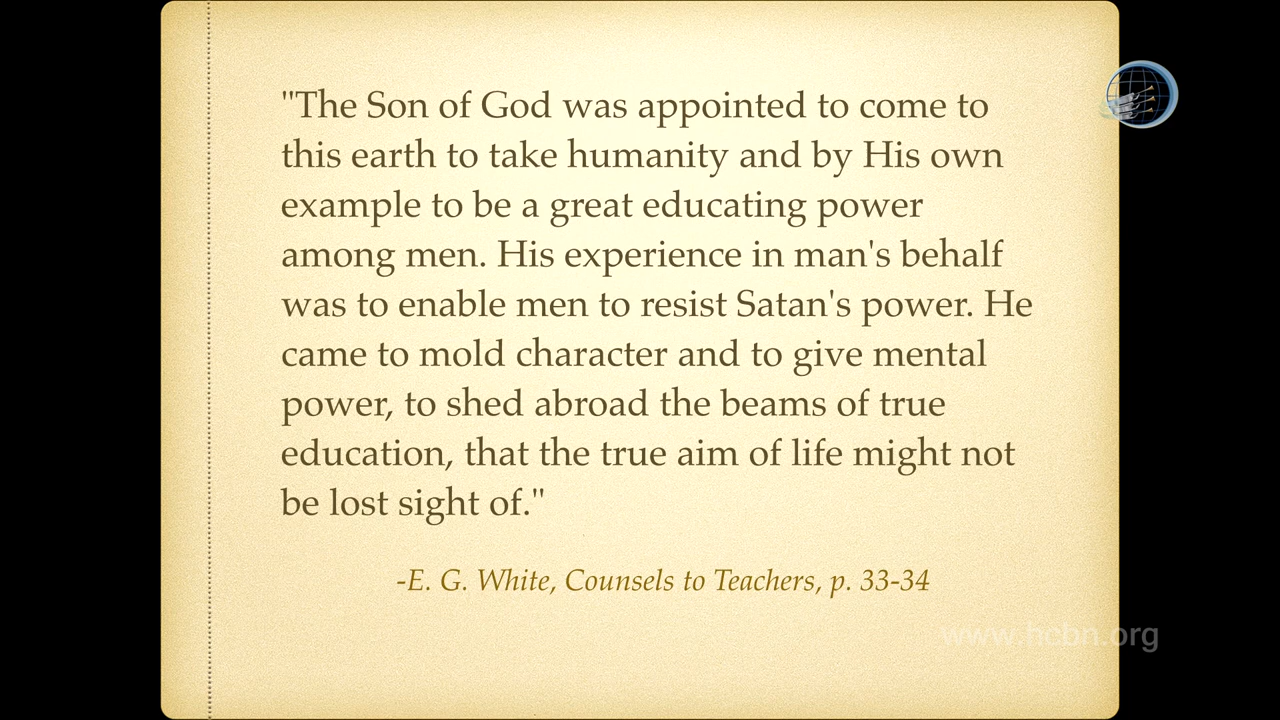 "The Son of God was appointed to come to
this earth to take humanity and by His own
example to be a great educating power
among men. His experience in man's behalf
was to enable men to resist Satan's power. He
came to mold character and to give mental
power, to shed abroad the beams of true
education, that the true aim of life might not
be lost sight of."
-E. G. White, Counsels to Teachers, p. 33-34
www.hcbn.org